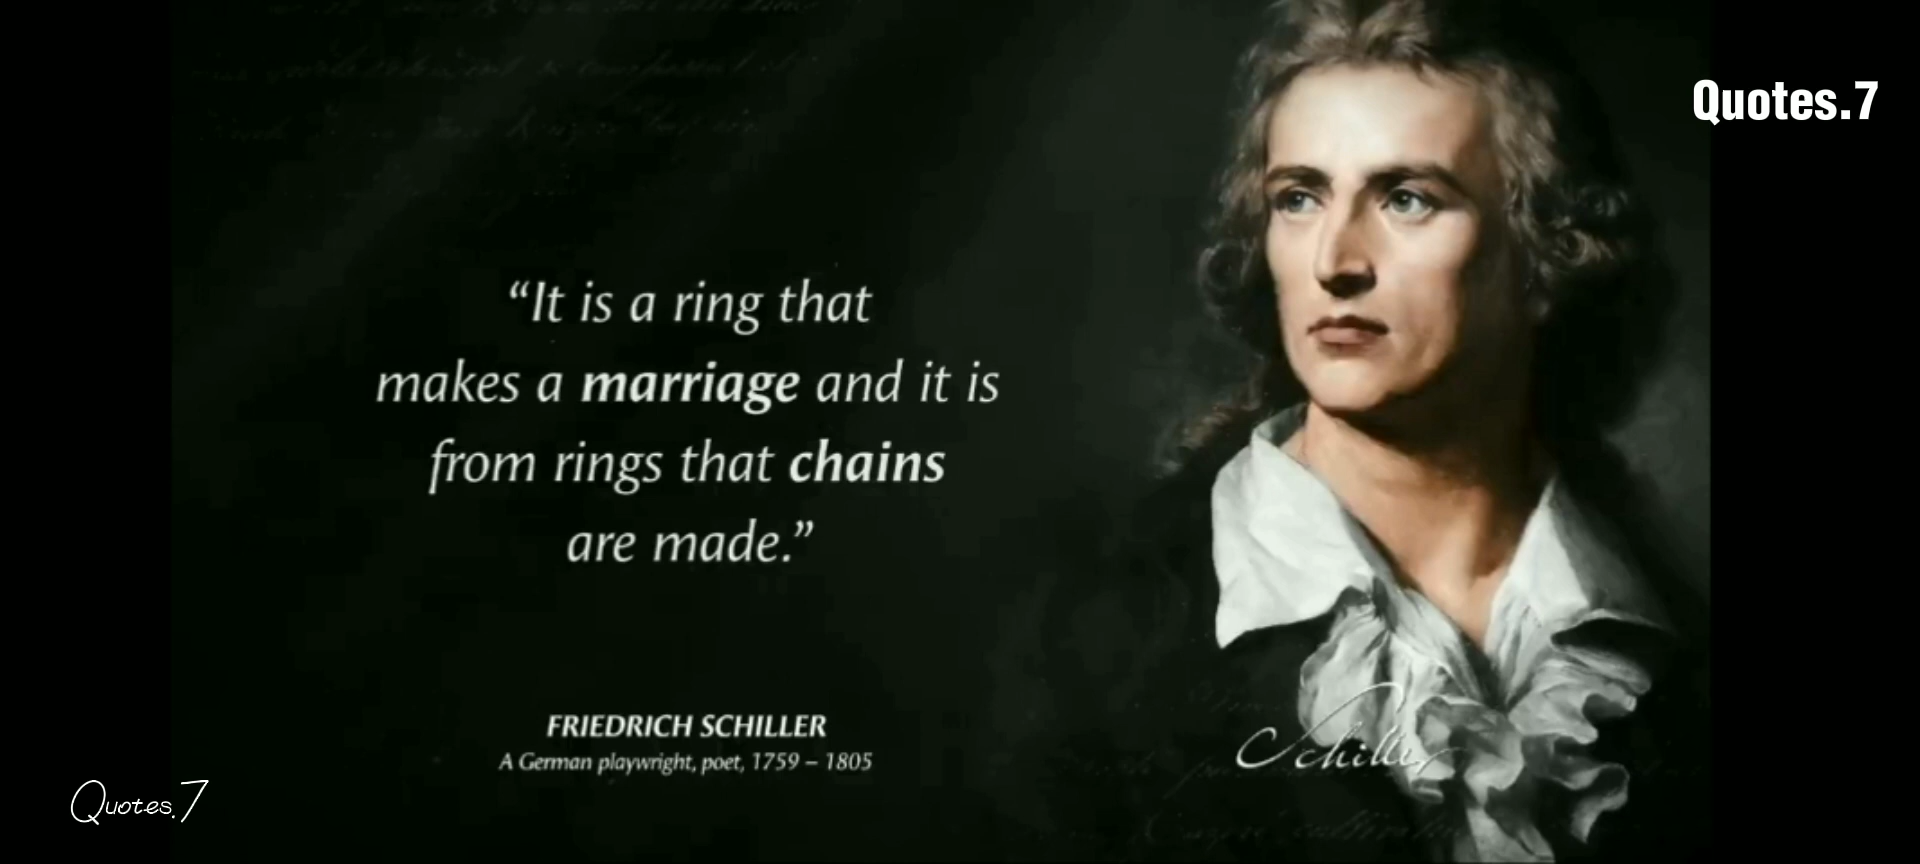 Quotes.7
“It is a ring that
makes a marriage and it is
from rings that chains
are made.”
FRIEDRICH SCHILLER
A German playwright, poet, 1759 – 1805
Schiller
Quotes.7